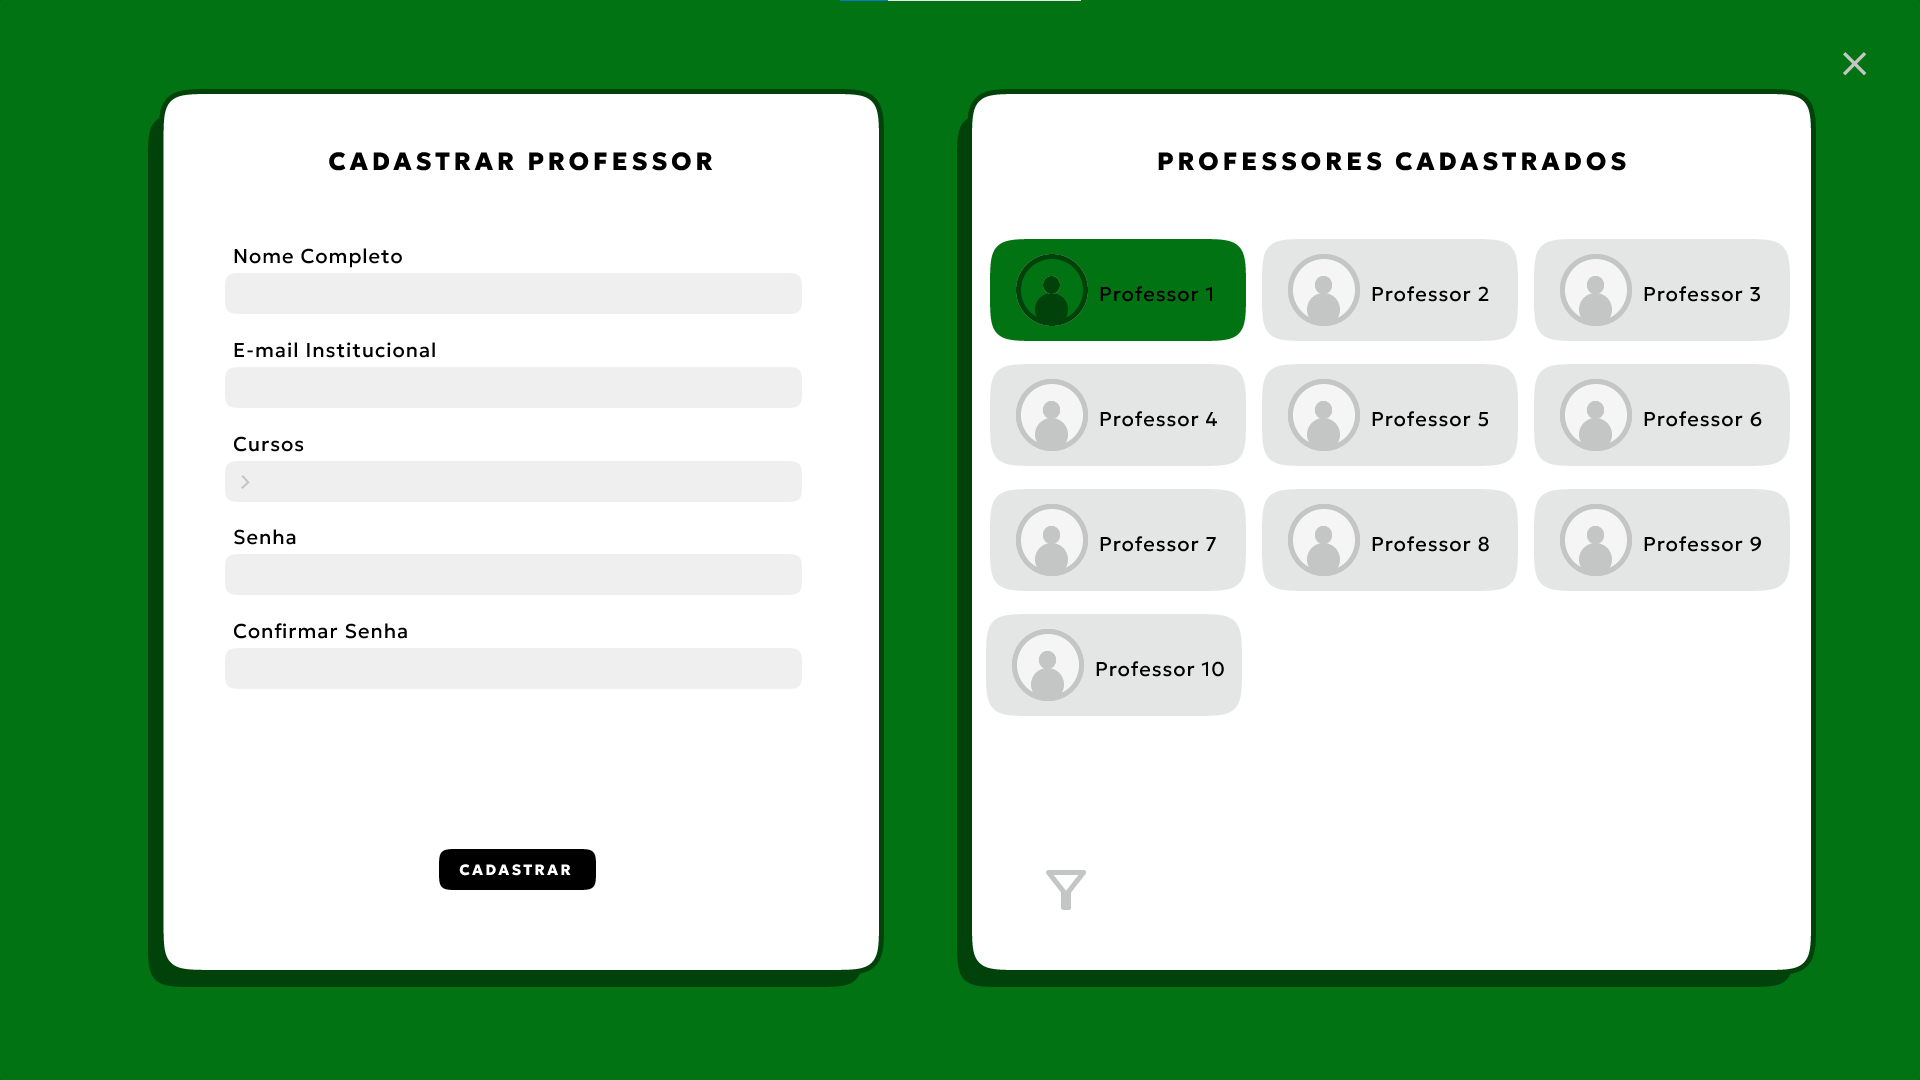 CADASTRAR PROFESSOR
Nome Completo
E-mail Institucional
Cursos
Senha
Confirmar Senha
CADASTRAR
PROFESSORES CADASTRADOS
Professor 1
Professor 2
Professor 3
Professor 4
Professor 5
Professor 6
Professor 7
Professor 8
Professor 9
Professor 10